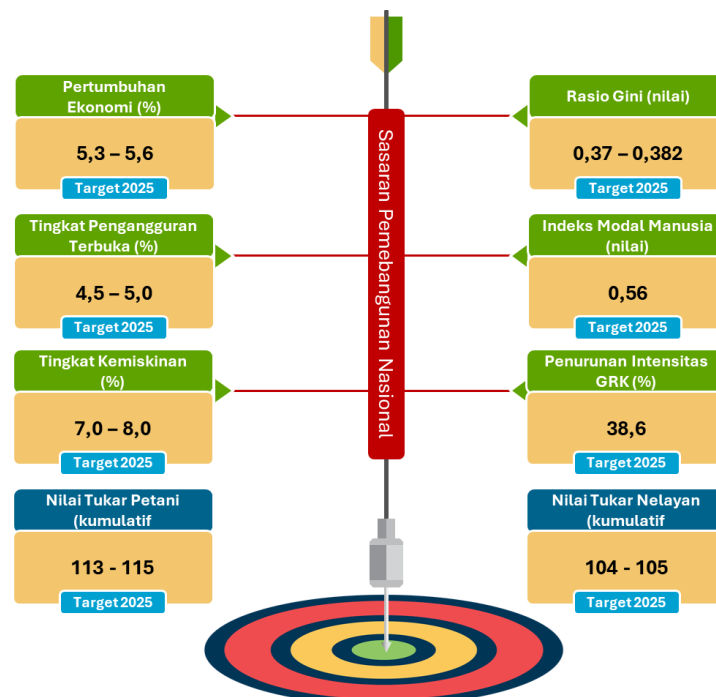 Pertumbuhan
Ekonomi (%)
5,3 – 5,6
Target 2025
Rasio Gini (nilai)
0,37 – 0,382
Target 2025
Sasaran Pemebangunan Nasional
Tingkat Pengangguran
Terbuka (%)
4,5 – 5,0
Target 2025
Indeks Modal Manusia
(nilai)
0,56
Target 2025
Tingkat Kemiskinan
(%)
7,0 – 8,0
Target 2025
Penurunan Intensitas
GRK (%)
38,6
Target 2025
Nilai Tukar Petani
(kumulatif
113 - 115
Target 2025
Nilai Tukar Nelayan
(kumulatif
104 - 105
Target 2025